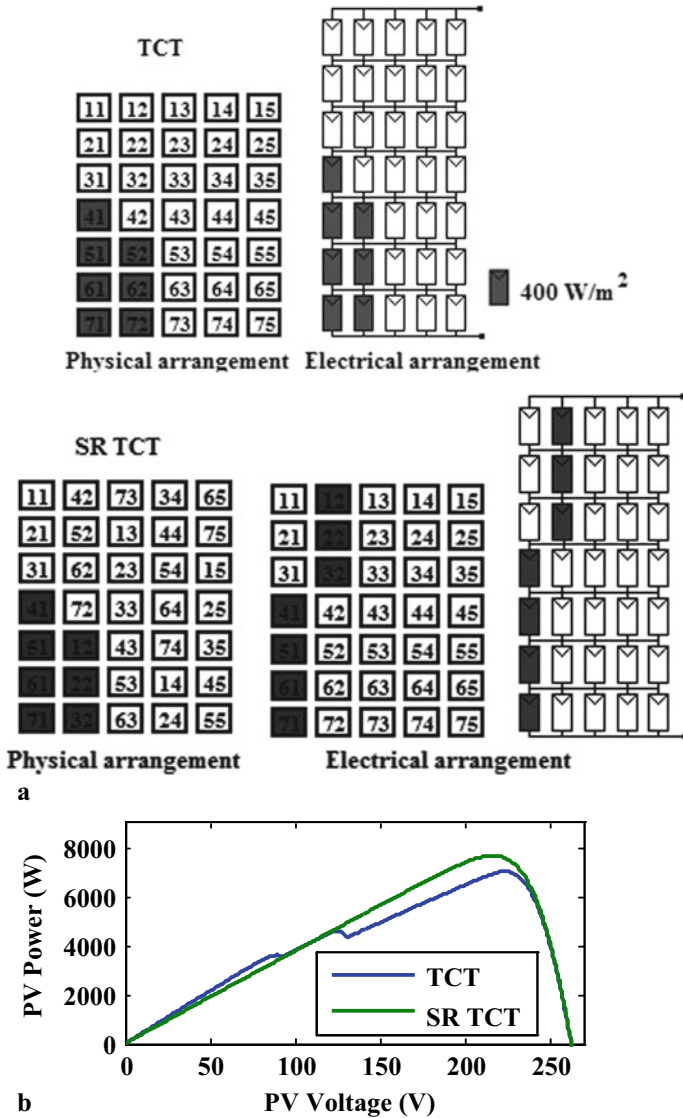 TCT
11 12 13 14 15
21 22 23 24 25
31 32 33 34 35
41 42 43 44 45
51 52 53 54 55
61 62 63 64 65
71 72 73 74 75
400 W/m²
Physical arrangement
Electrical arrangement
SR TCT
11 42 73 34 65
21 52 13 44 75
31 62 23 54 15
41 72 33 64 25
51 12 43 74 35
61 22 53 14 45
71 32 63 24 55
11 12 13 14 15
21 22 23 24 25
31 32 33 34 35
41 42 43 44 45
51 52 53 54 55
61 62 63 64 65
71 72 73 74 75
Physical arrangement
Electrical arrangement
a
PV Power (W)
8000
6000
4000
2000
0
TCT
SR TCT
0 50 100 150 200 250
PV Voltage (V)
b